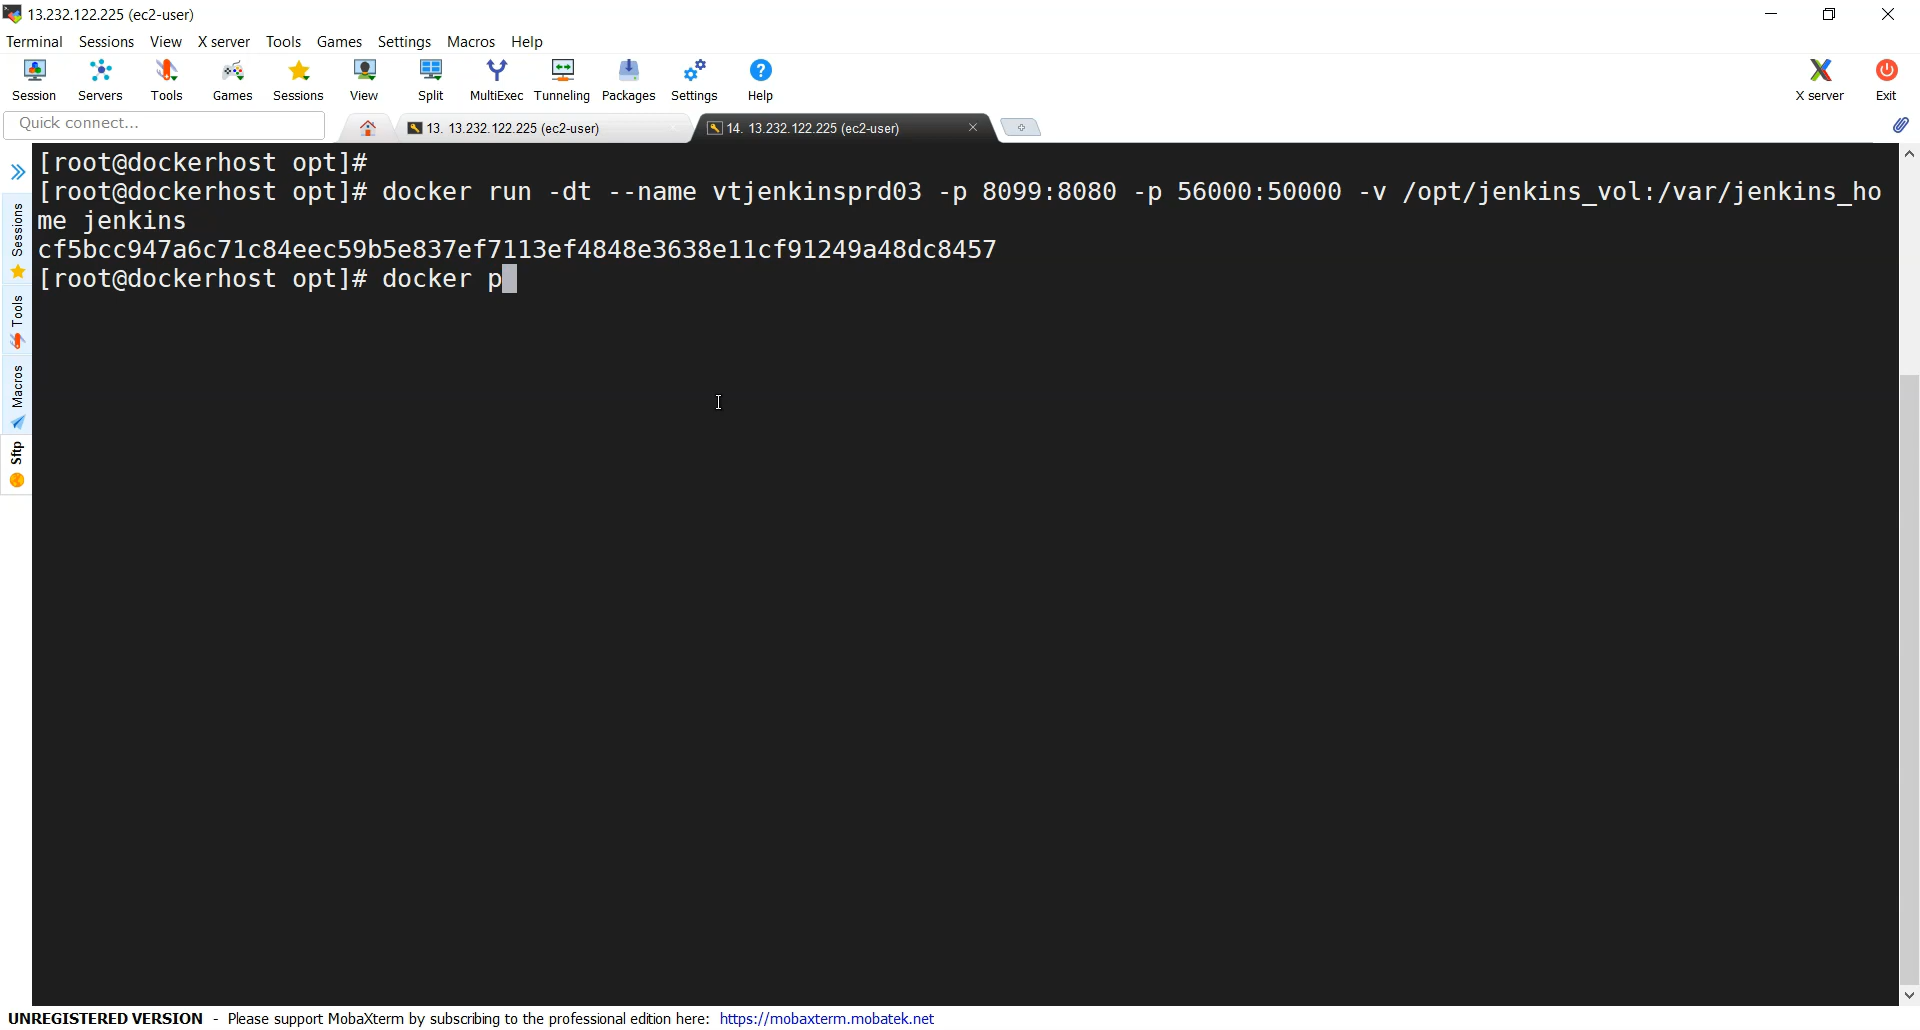 13.232.122.225 (ec2-user)
Terminal Sessions View X server Tools Games Settings Macros Help
Session Servers Tools Games Sessions View Split MultiExec Tunneling Packages Settings Help X server Exit
Quick connect...
13. 13.232.122.225 (ec2-user)
14. 13.232.122.225 (ec2-user)
Sessions
Tools
Macros
Sftp
[root@dockerhost opt]#
[root@dockerhost opt]# docker run -dt --name vtjenkinsprd03 -p 8099:8080 -p 56000:50000 -v /opt/jenkins_vol:/var/jenkins_ho
me jenkins
cf5bcc947a6c71c84eec59b5e837ef7113ef4848e3638e11cf91249a48dc8457
[root@dockerhost opt]# docker p
UNREGISTERED VERSION - Please support MobaXterm by subscribing to the professional edition here: https://mobaxterm.mobatek.net